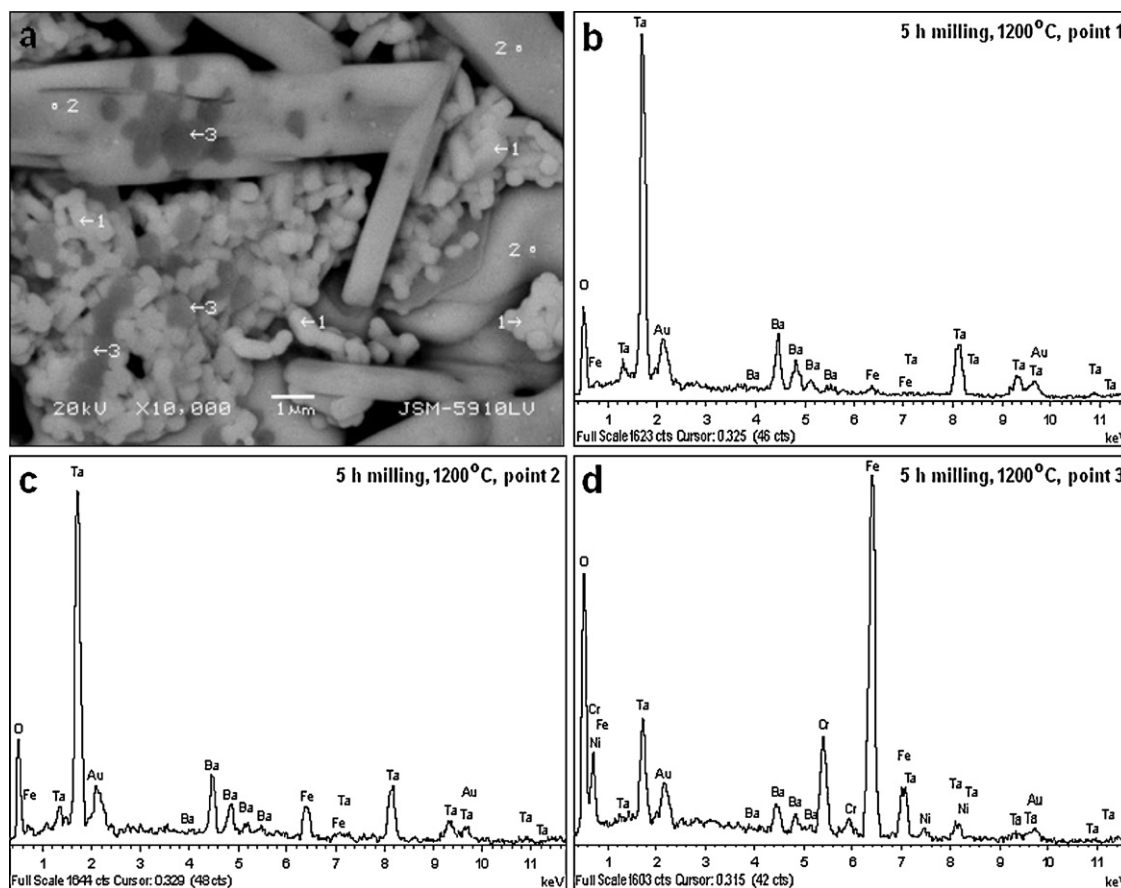 a
2
2
←3
←1
←1
2
←3
←1
1→
←3
20kV X10,000 1μm JSM-5910LV
b
5 h milling, 1200°C, point 1
Ta
O
Fe
Ta
Au
Ba
Ba
Ba
Ba
Ba
Fe
Fe
Ta
Ta
Ta
Ta
Au
Ta
Ta
Ta
1 2 3 4 5 6 7 8 9 10 11
Full Scale 1623 cts Cursor: 0.325 (46 cts)
keV
c
5 h milling, 1200°C, point 2
Ta
O
Fe
Ta
Au
Ba
Ba
Ba
Ba
Ba
Fe
Fe
Ta
Ta
Ta
Au
Ta
Ta
Ta
1 2 3 4 5 6 7 8 9 10 11
Full Scale 1644 cts Cursor: 0.329 (48 cts)
keV
d
5 h milling, 1200°C, point 3
Fe
O
Cr
Fe
Ni
Ta
Ta
Au
Ba
Ba
Ba
Ba
Cr
Cr
Fe
Ta
Ni
Ta
Ta
Ni
Ta
Au
Ta
Ta
Ta
1 2 3 4 5 6 7 8 9 10 11
Full Scale 1603 cts Cursor: 0.315 (42 cts)
keV